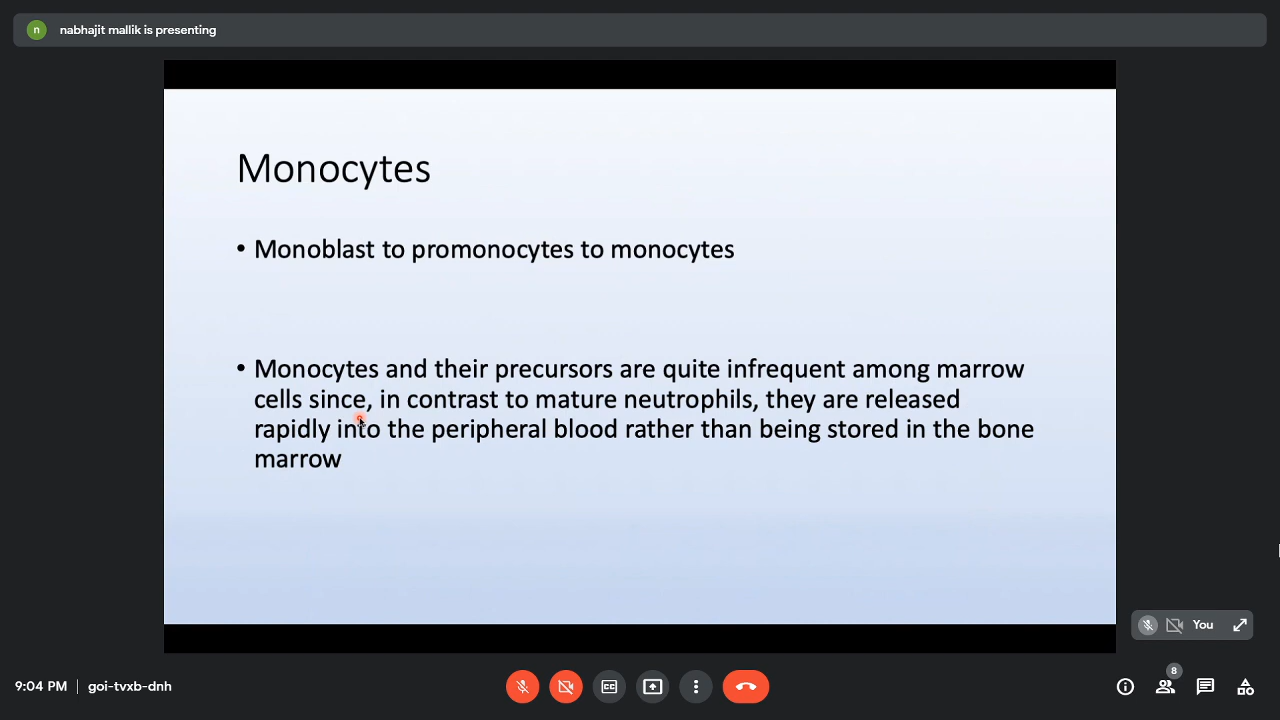 n nabhajit mallik is presenting
Monocytes
• Monoblast to promonocytes to monocytes
• Monocytes and their precursors are quite infrequent among marrow
cells since, in contrast to mature neutrophils, they are released
rapidly into the peripheral blood rather than being stored in the bone
marrow
You
9:04 PM | goi-tvxb-dnh
CC
8